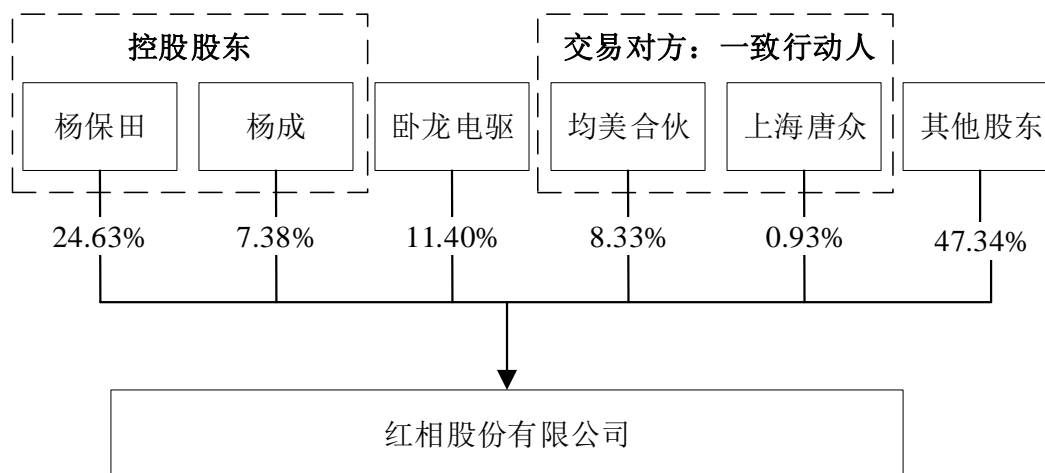 控股股东
交易对方：一致行动人
杨保田
杨成
卧龙电驱
均美合伙
上海唐众
其他股东
24.63%
7.38%
11.40%
8.33%
0.93%
47.34%
红相股份有限公司